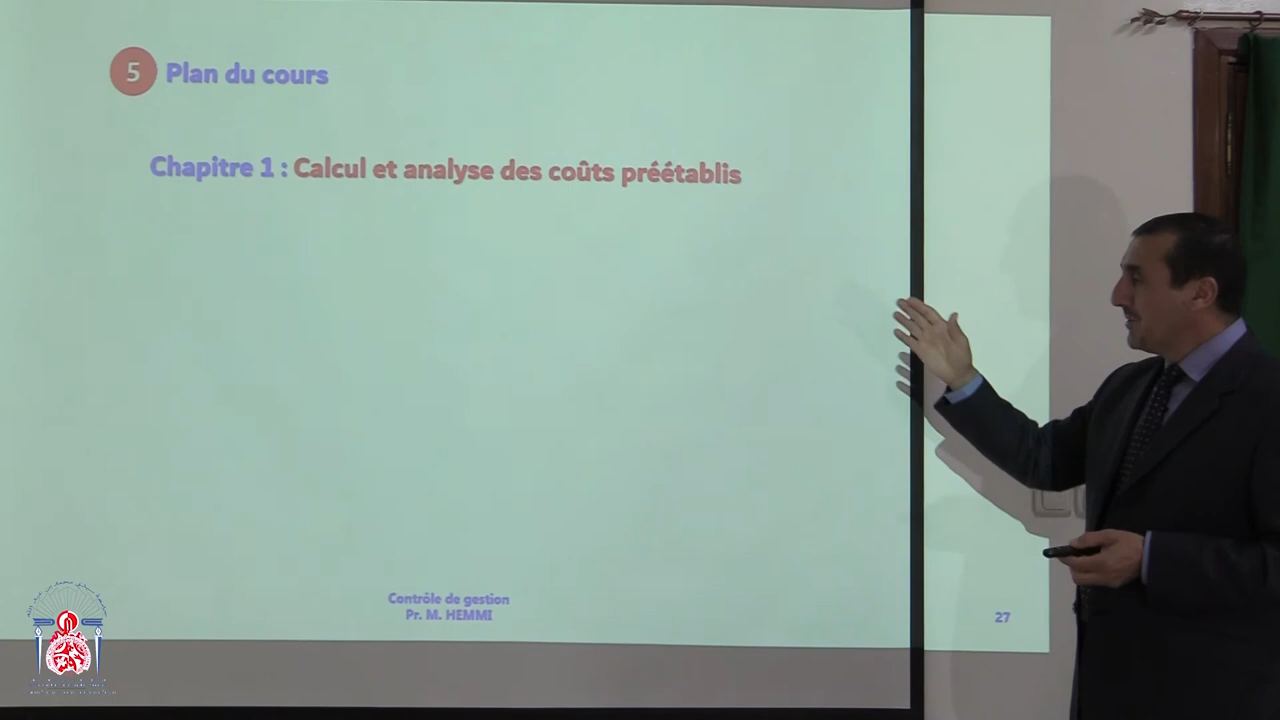 5 Plan du cours
Chapitre 1 : Calcul et analyse des coûts préétablis
Contrôle de gestion
Pr. M. HEMMI
27